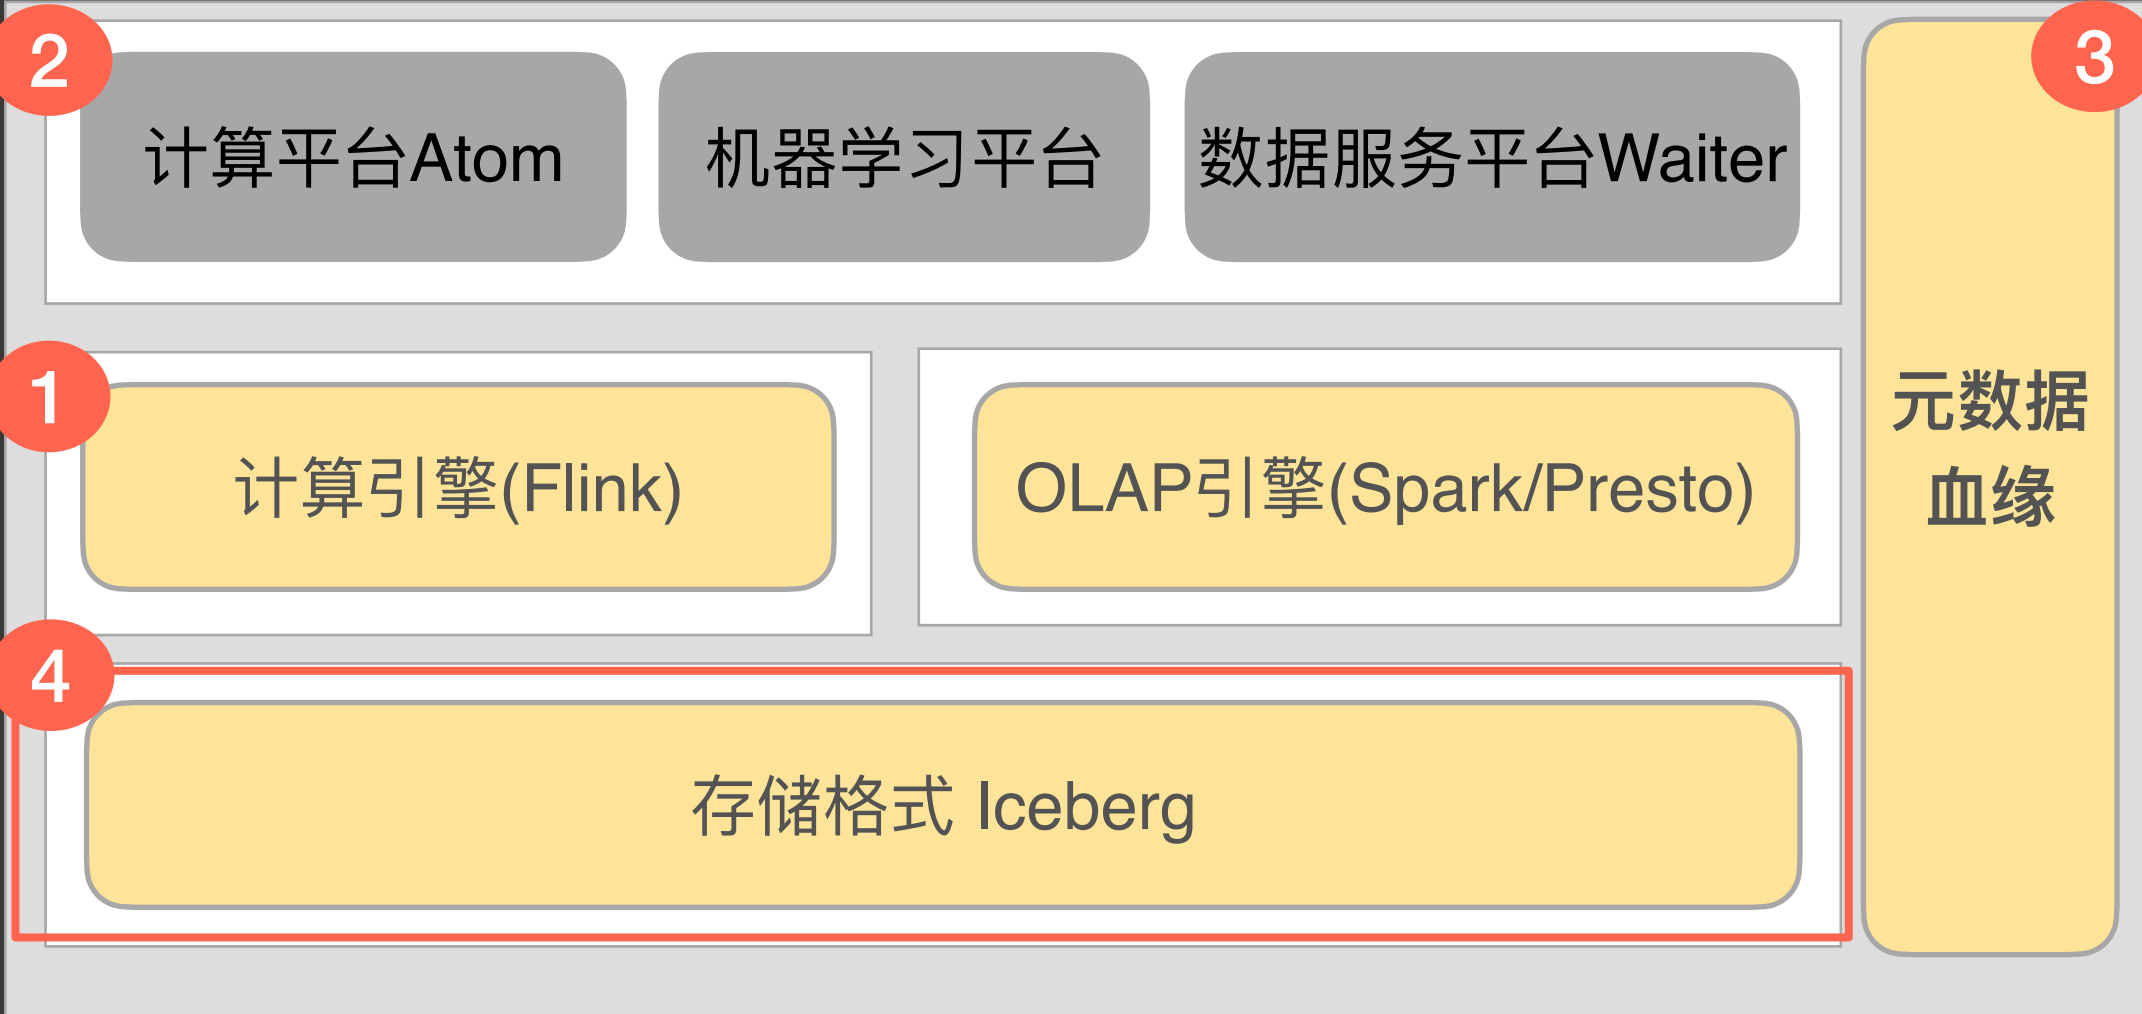 2
3
计算平台Atom
机器学习平台
数据服务平台Waiter
1
计算引擎(Flink)
OLAP引擎(Spark/Presto)
元数据
血缘
4
存储格式 Iceberg